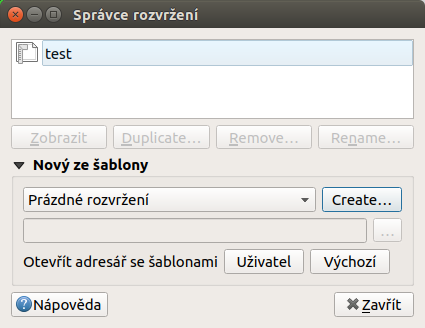 Správce rozvržení
test
Zobrazit Duplicate... Remove... Rename...
Nový ze šablony
Prázdné rozvržení Create...
...
Otevřít adresář se šablonami Uživatel Výchozí
Nápověda Zavřít